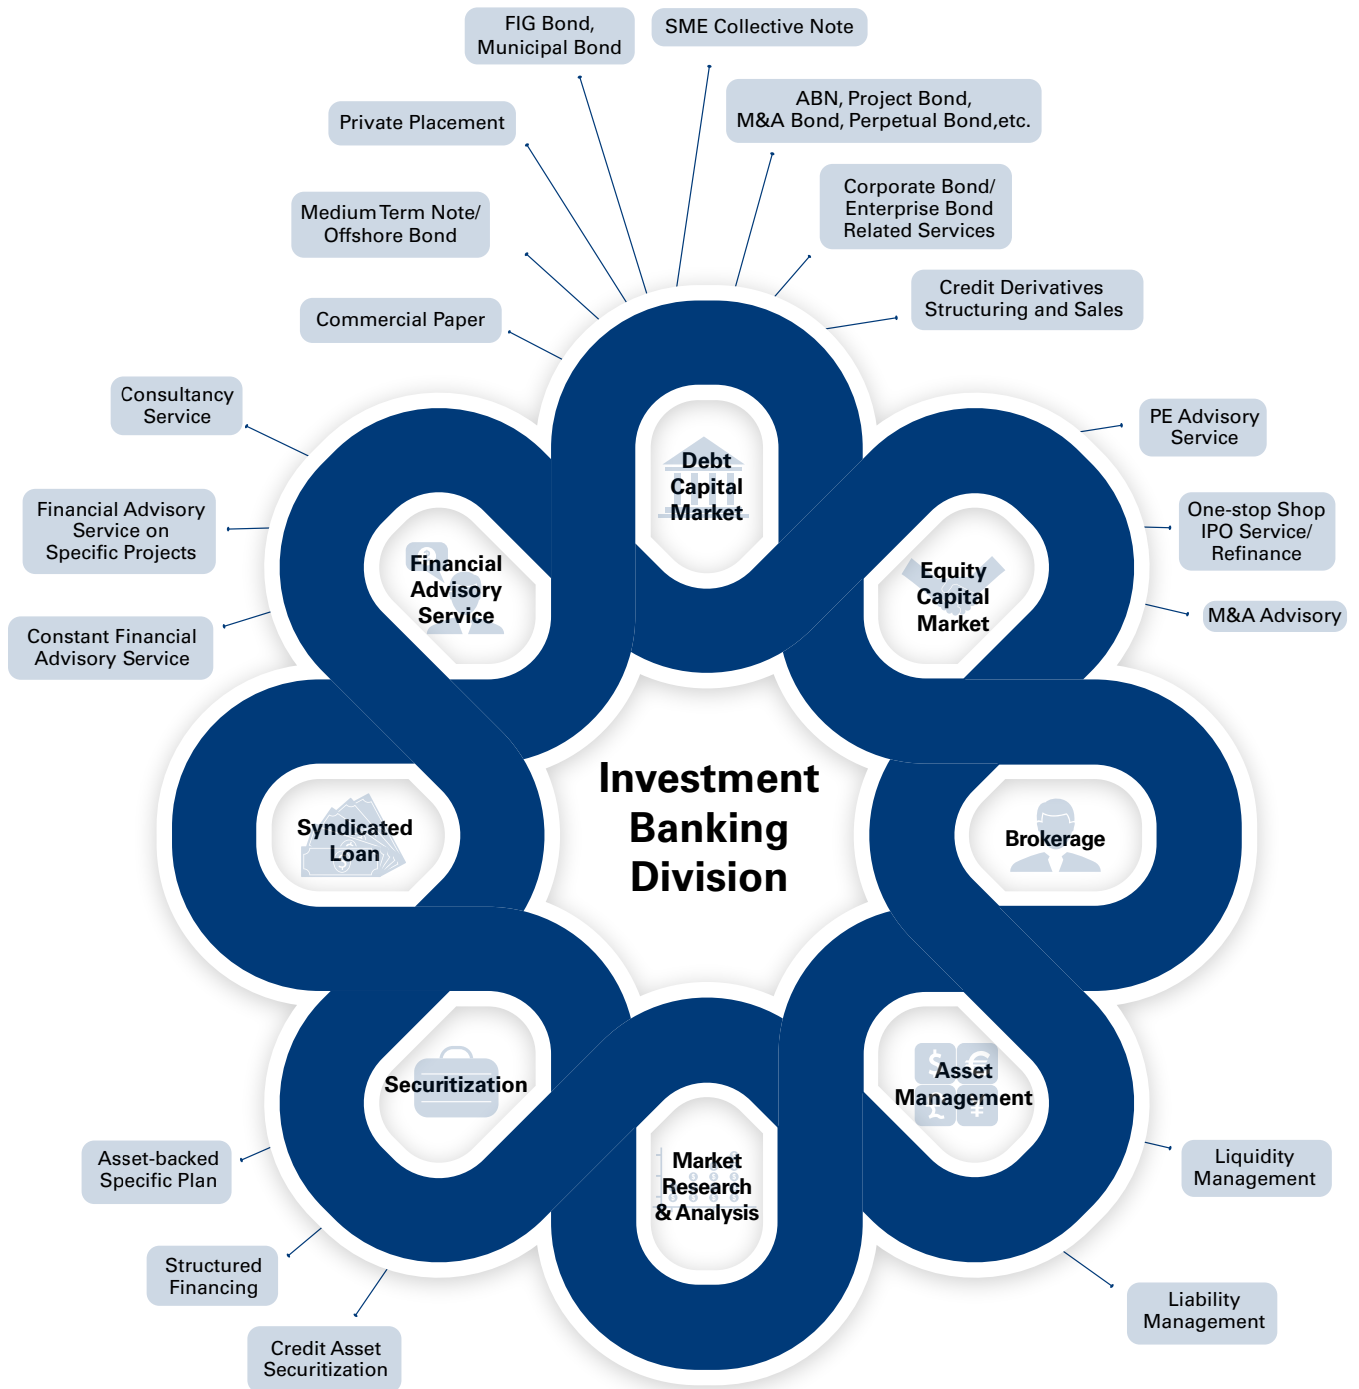 FIG Bond,
Municipal Bond
SME Collective Note
ABN, Project Bond,
M&A Bond, Perpetual Bond,etc.
Private Placement
Corporate Bond/
Enterprise Bond
Related Services
Medium Term Note/
Offshore Bond
Credit Derivatives
Structuring and Sales
Commercial Paper
Consultancy
Service
PE Advisory
Service
Financial Advisory
Service on
Specific Projects
One-stop Shop
IPO Service/
Refinance
Constant Financial
Advisory Service
M&A Advisory
Debt
Capital
Market
Financial
Advisory
Service
Equity
Capital
Market
Investment
Banking
Division
Syndicated
Loan
Brokerage
Securitization
Asset
Management
$ €
£ ¥
Market
Research
& Analysis
Asset-backed
Specific Plan
Liquidity
Management
Structured
Financing
Liability
Management
Credit Asset
Securitization